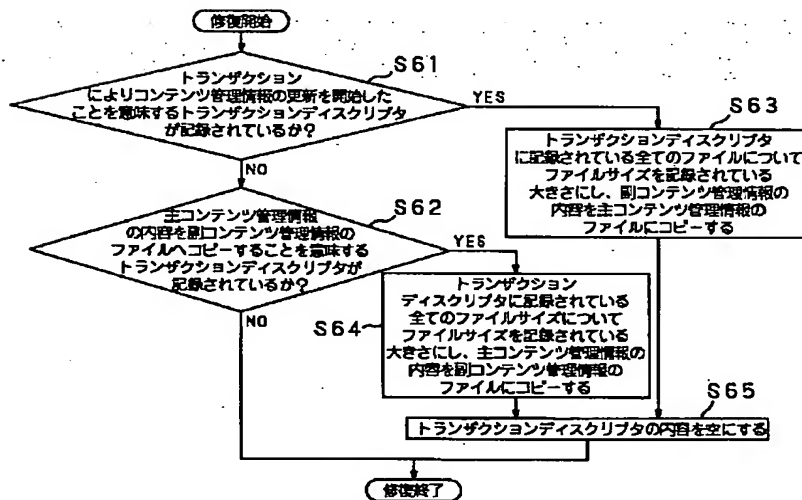 修復開始
S61
トランザクション
によりコンテンツ管理情報の更新を開始した
ことを意味するトランザクションディスクリプタ
が記録されているか?
YES
NO
S63
トランザクションディスクリプタ
に記録されている全てのファイルについて
ファイルサイズを記録されている
大きさにし、副コンテンツ管理情報の
内容を主コンテンツ管理情報の
ファイルにコピーする
S62
主コンテンツ管理情報
の内容を副コンテンツ管理情報の
ファイルへコピーすることを意味する
トランザクションディスクリプタが
記録されているか?
YES
NO
S64
トランザクション
ディスクリプタに記録されている
全てのファイルサイズについて
ファイルサイズを記録されている
大きさにし、主コンテンツ管理情報の
内容を副コンテンツ管理情報の
ファイルにコピーする
S65
トランザクションディスクリプタの内容を空にする
修復終了